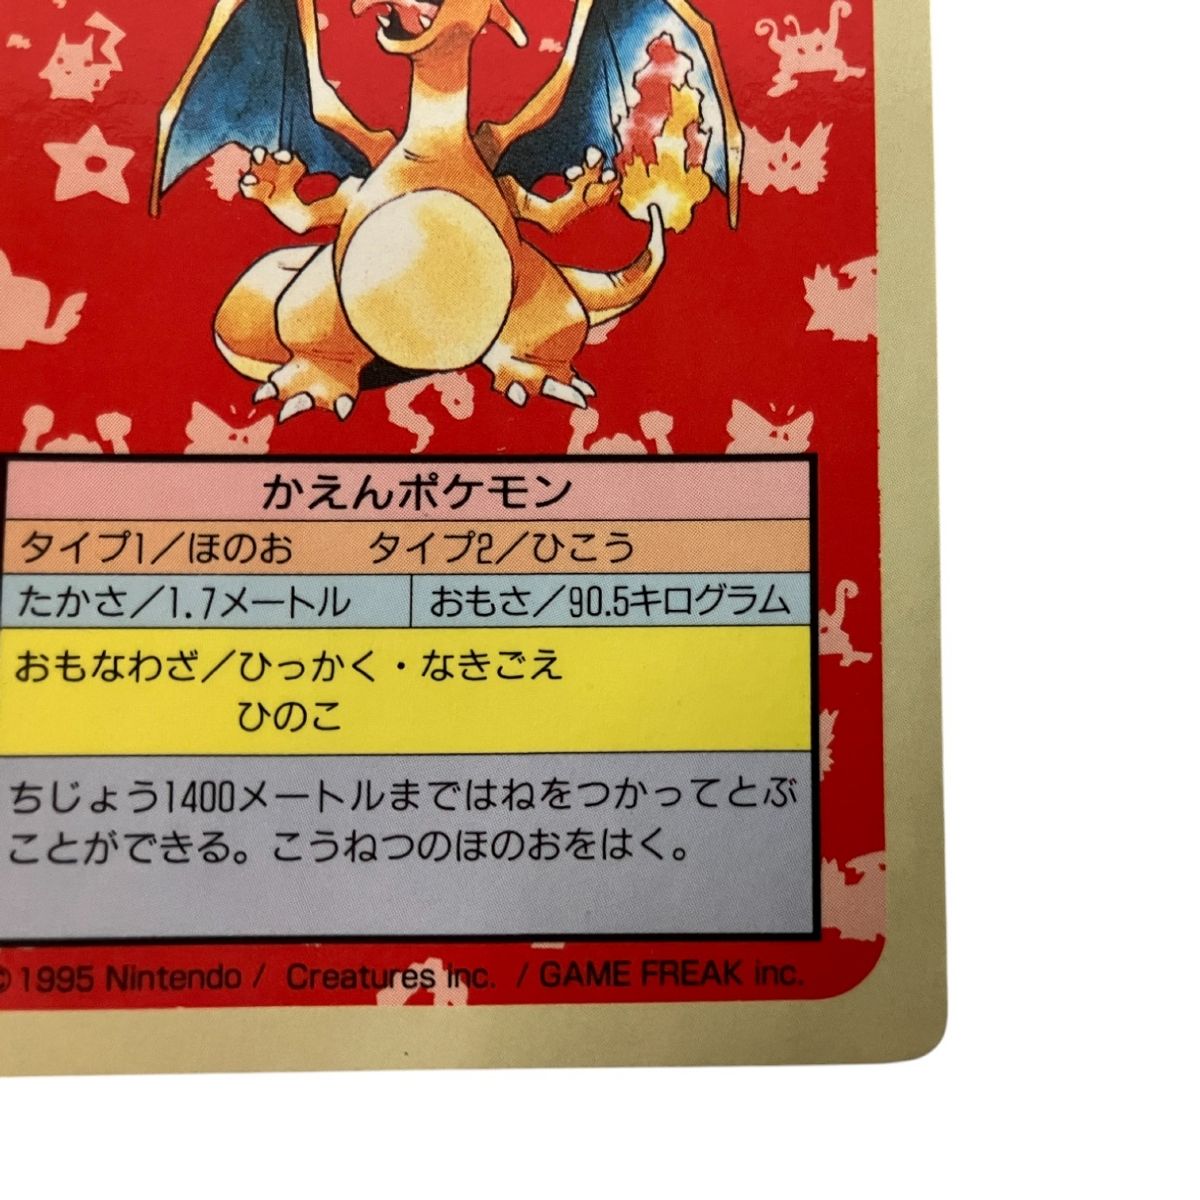 かえんポケモン
タイプ1／ほのお　タイプ2／ひこう
たかさ／1.7メートル　おもさ／90.5キログラム
おもなわざ／ひっかく・なきごえ
ひのこ
ちじょう1400メートルまではねをつかってとぶ
ことができる。こうねつのほのおをはく。
© 1995 Nintendo / Creatures inc. / GAME FREAK inc.